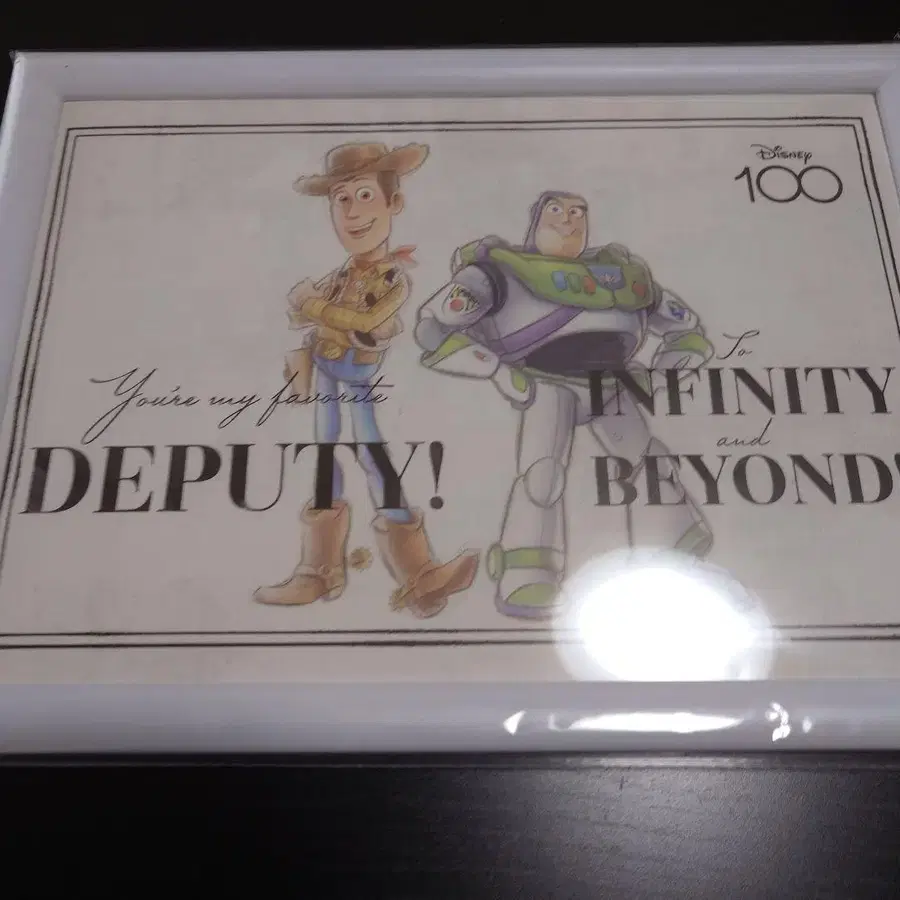 Disney
100
You're my favorite
DEPUTY!
To
INFINITY
and
BEYOND!